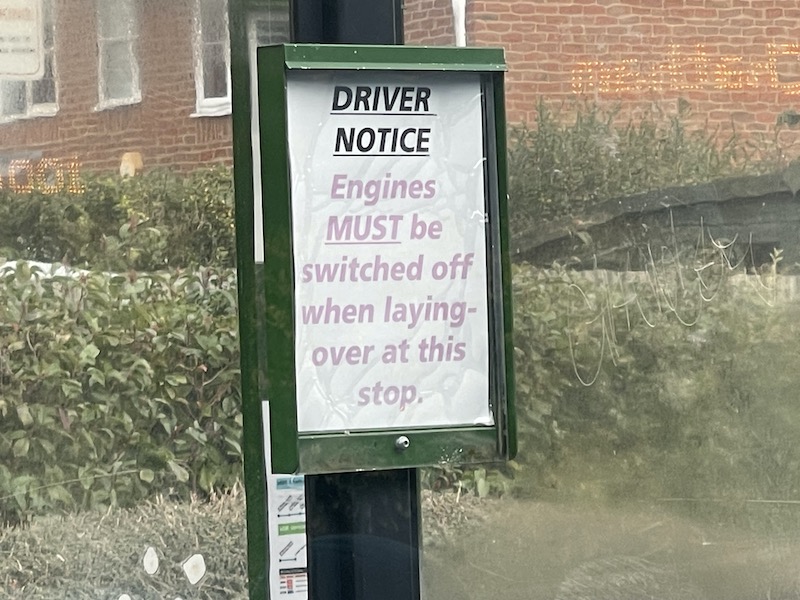 DRIVER
NOTICE
Engines
MUST be
switched off
when laying-
over at this
stop.